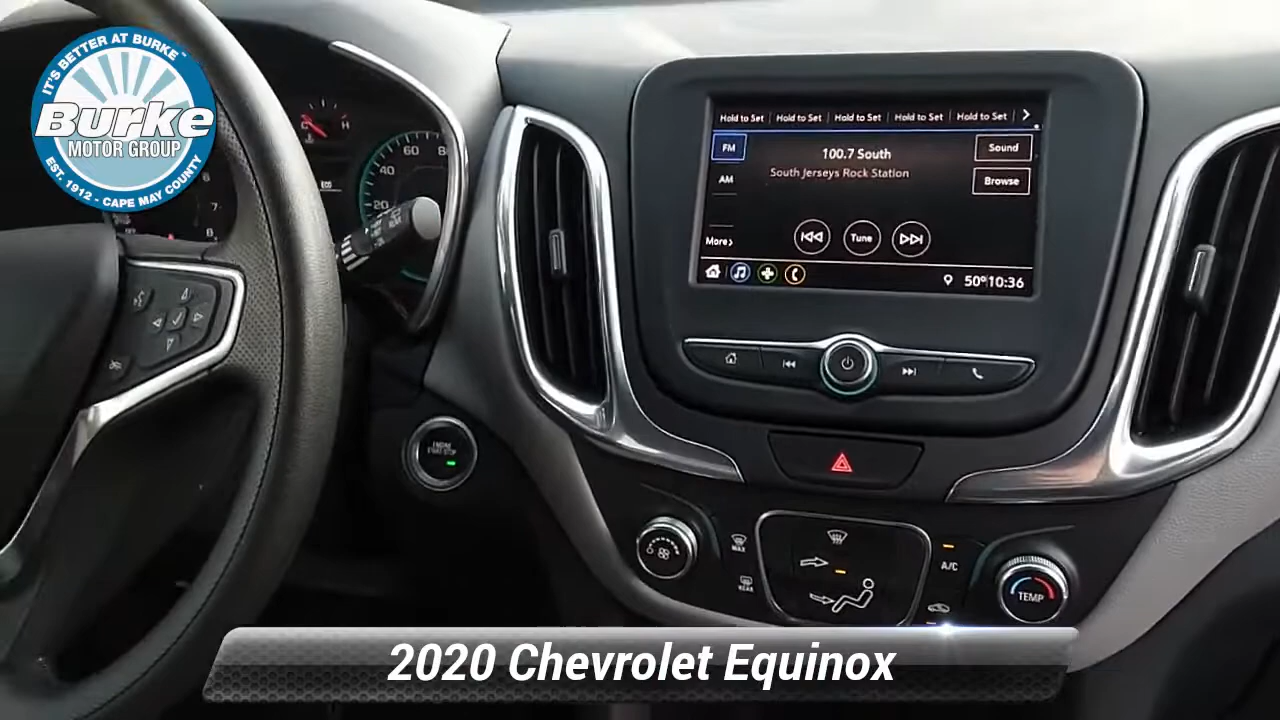 IT'S BETTER AT BURKE
Burke
MOTOR GROUP
EST. 1912 - CAPE MAY COUNTY
H
60
8
40
20
7
Hold to Set Hold to Set Hold to Set Hold to Set Hold to Set
FM
100.7 South
Sound
South Jerseys Rock Station
AM
Browse
More
Tune
50° 10:36
ENGINE
START/STOP
MAX
REAR
A/C
TEMP
2020 Chevrolet Equinox